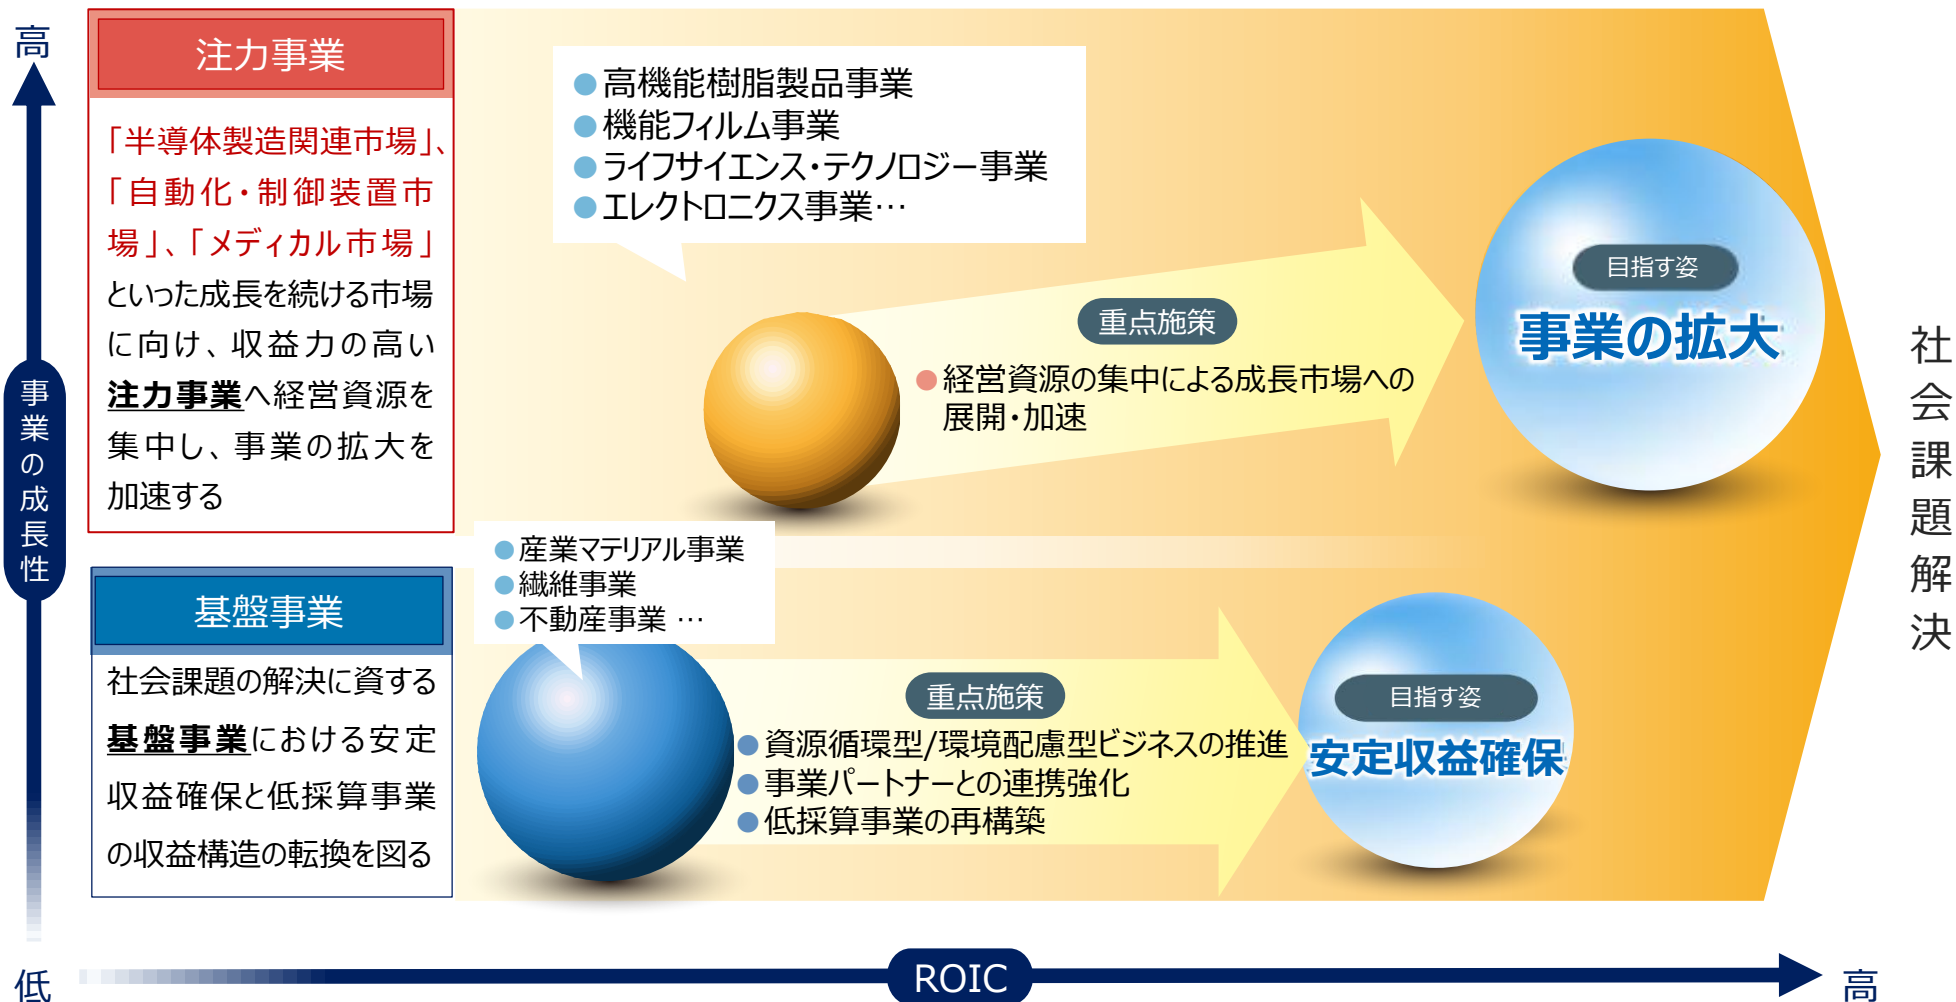 高
事業の成長性
低
注力事業
「半導体製造関連市場」、
「自動化・制御装置市
場」、「メディカル市場」
といった成長を続ける市場
に向け、収益力の高い
注力事業へ経営資源を
集中し、事業の拡大を
加速する
●高機能樹脂製品事業
●機能フィルム事業
●ライフサイエンス・テクノロジー事業
●エレクトロニクス事業…
重点施策
●経営資源の集中による成長市場への
展開・加速
目指す姿
事業の拡大
基盤事業
社会課題の解決に資する
基盤事業における安定
収益確保と低採算事業
の収益構造の転換を図る
●産業マテリアル事業
●繊維事業
●不動産事業 …
重点施策
●資源循環型/環境配慮型ビジネスの推進
●事業パートナーとの連携強化
●低採算事業の再構築
目指す姿
安定収益確保
社会課題解決
ROIC
高